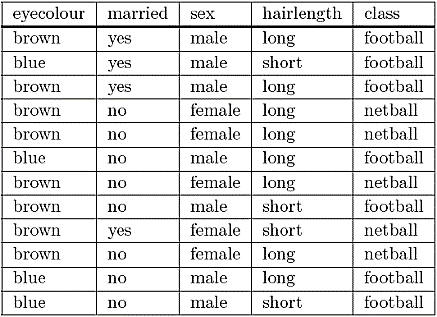 eyecolour married sex hairlength class
brown yes male long football
blue yes male short football
brown yes male long football
brown no female long netball
brown no female long netball
blue no male long football
brown no female long netball
brown no male short football
brown yes female short netball
brown no female long netball
blue no male long football
blue no male short football